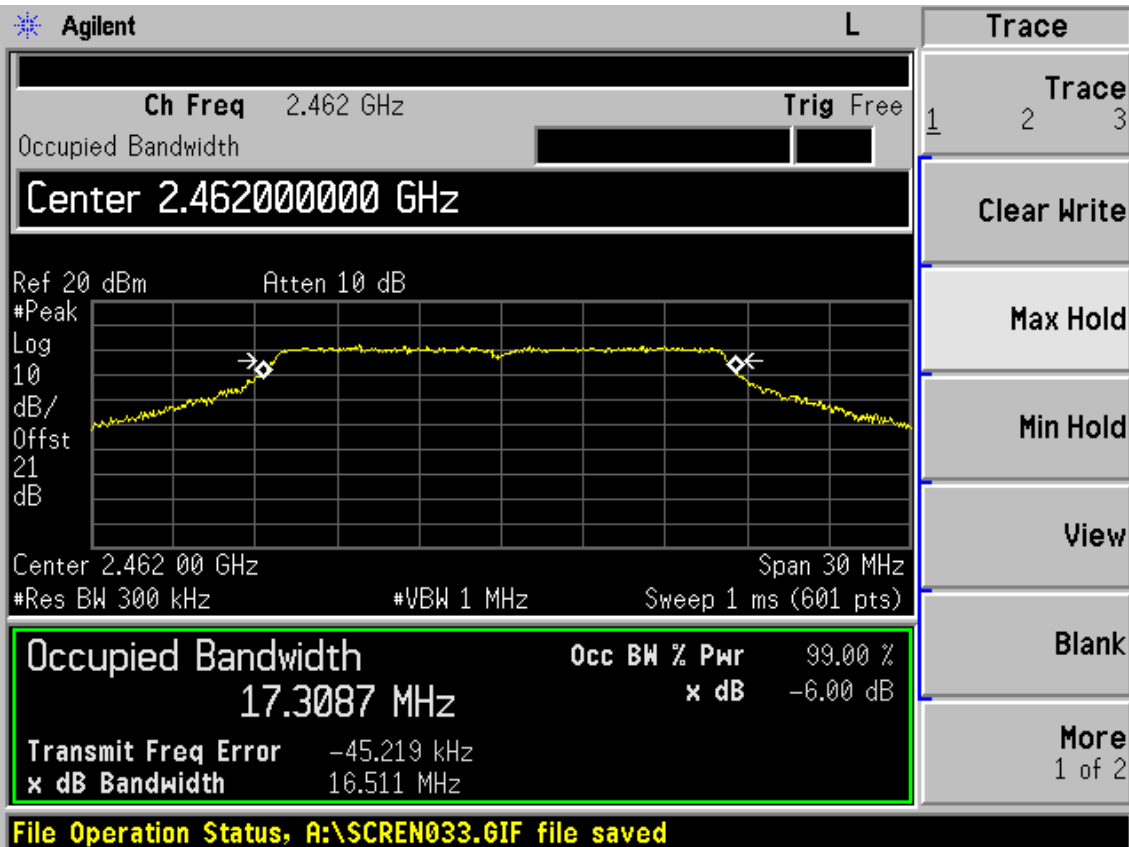 Agilent L Trace
Ch Freq 2.462 GHz Trig Free
Occupied Bandwidth
Center 2.462000000 GHz
Ref 20 dBm Atten 10 dB
#Peak
Log
10
dB/
Offst
21
dB
Center 2.462 00 GHz Span 30 MHz
#Res BW 300 kHz #VBW 1 MHz Sweep 1 ms (601 pts)
Occupied Bandwidth
17.3087 MHz
Occ BW % Pwr 99.00 %
x dB -6.00 dB
Transmit Freq Error -45.219 kHz
x dB Bandwidth 16.511 MHz
File Operation Status, A:\SCREN033.GIF file saved
Trace
1 2 3
Clear Write
Max Hold
Min Hold
View
Blank
More
1 of 2